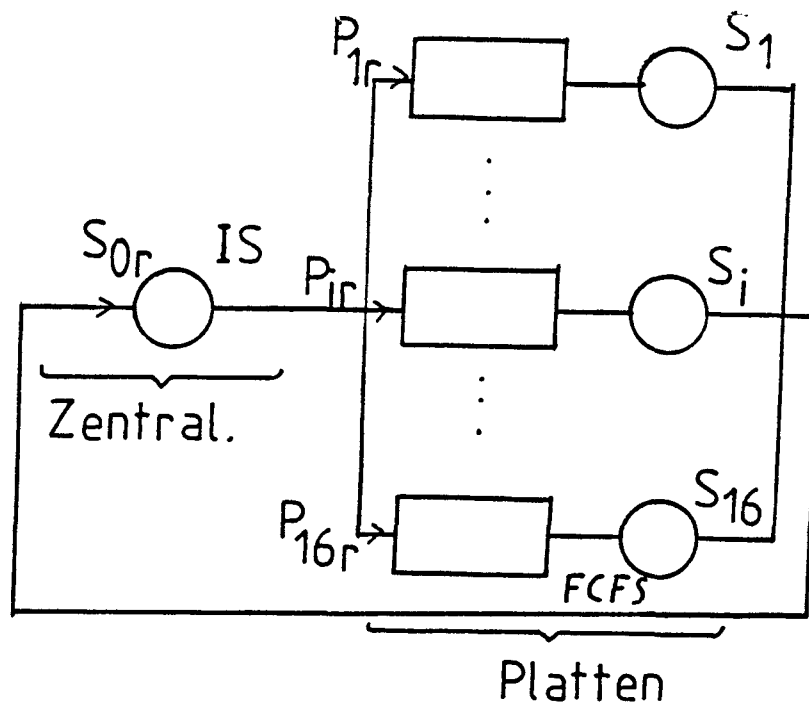 P1r
S1
S0r
IS
Pir
Si
Zentral.
P16r
S16
FCFS
Platten